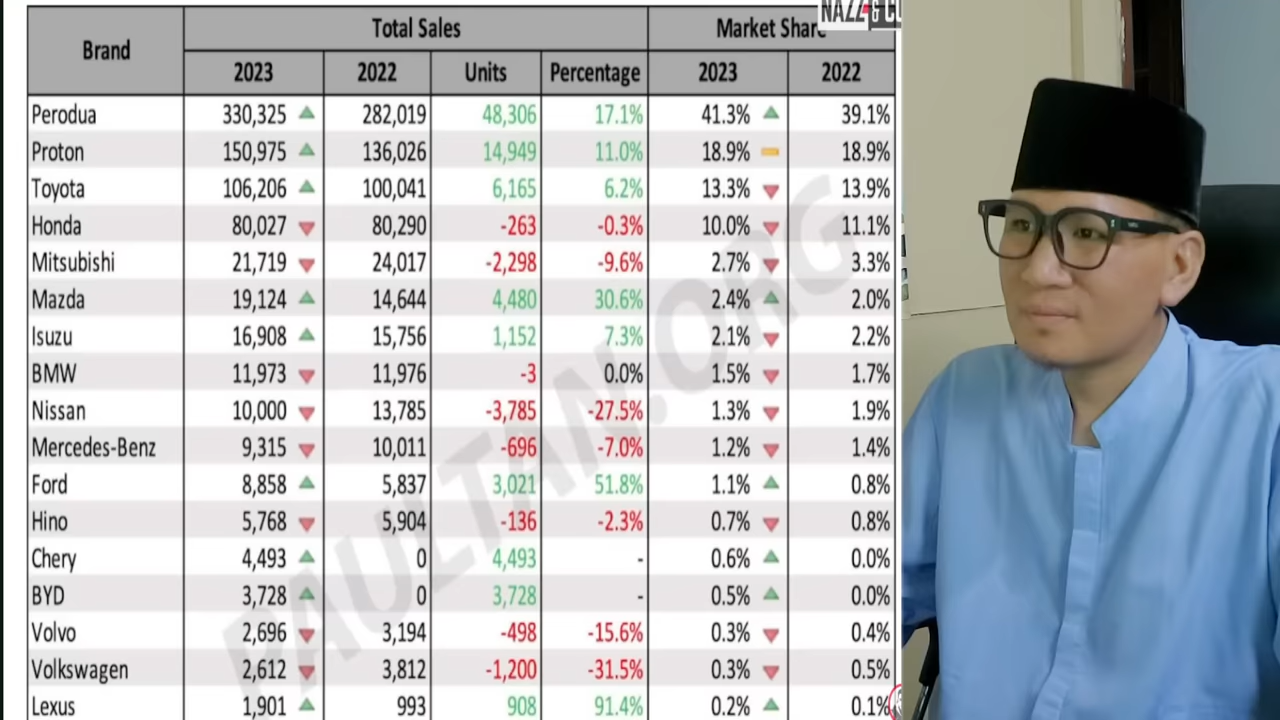 NAZZ & CO
Brand Total Sales Market Share
2023 2022 Units Percentage 2023 2022
Perodua 330,325 282,019 48,306 17.1% 41.3% 39.1%
Proton 150,975 136,026 14,949 11.0% 18.9% 18.9%
Toyota 106,206 100,041 6,165 6.2% 13.3% 13.9%
Honda 80,027 80,290 -263 -0.3% 10.0% 11.1%
Mitsubishi 21,719 24,017 -2,298 -9.6% 2.7% 3.3%
Mazda 19,124 14,644 4,480 30.6% 2.4% 2.0%
Isuzu 16,908 15,756 1,152 7.3% 2.1% 2.2%
BMW 11,973 11,976 -3 0.0% 1.5% 1.7%
Nissan 10,000 13,785 -3,785 -27.5% 1.3% 1.9%
Mercedes-Benz 9,315 10,011 -696 -7.0% 1.2% 1.4%
Ford 8,858 5,837 3,021 51.8% 1.1% 0.8%
Hino 5,768 5,904 -136 -2.3% 0.7% 0.8%
Chery 4,493 0 4,493 - 0.6% 0.0%
BYD 3,728 0 3,728 - 0.5% 0.0%
Volvo 2,696 3,194 -498 -15.6% 0.3% 0.4%
Volkswagen 2,612 3,812 -1,200 -31.5% 0.3% 0.5%
Lexus 1,901 993 908 91.4% 0.2% 0.1%
PAULTAN.ORG